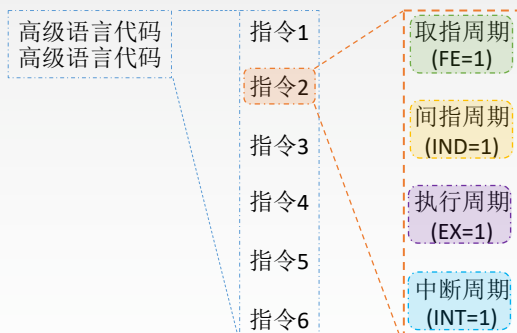 高级语言代码
高级语言代码
指令1
指令2
指令3
指令4
指令5
指令6
取指周期
(FE=1)
间指周期
(IND=1)
执行周期
(EX=1)
中断周期
(INT=1)